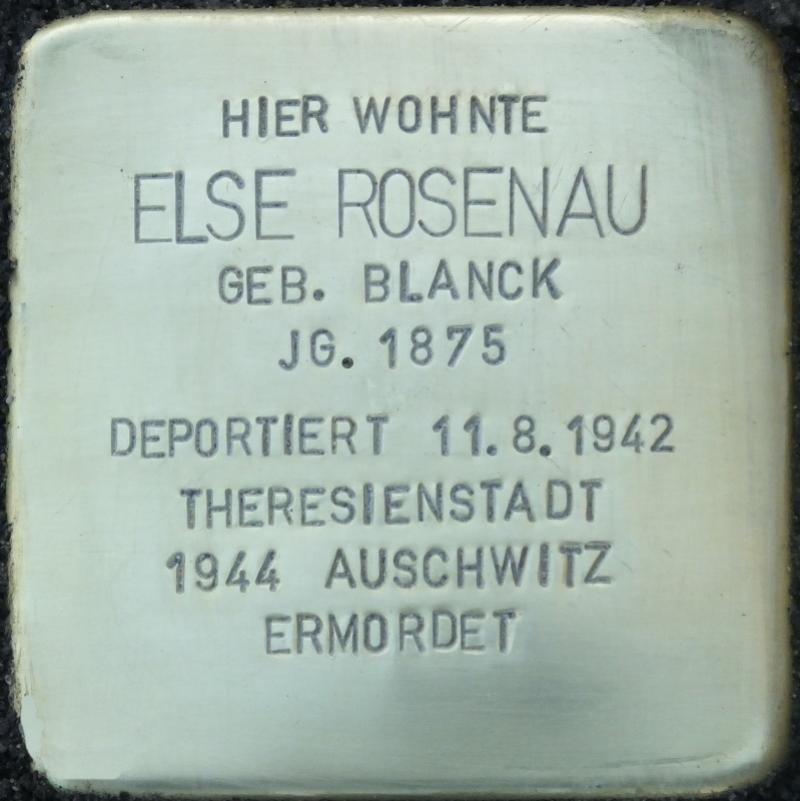 HIER WOHNTE
ELSE ROSENAU
GEB. BLANCK
JG. 1875
DEPORTIERT 11.8.1942
THERESIENSTADT
1944 AUSCHWITZ
ERMORDET